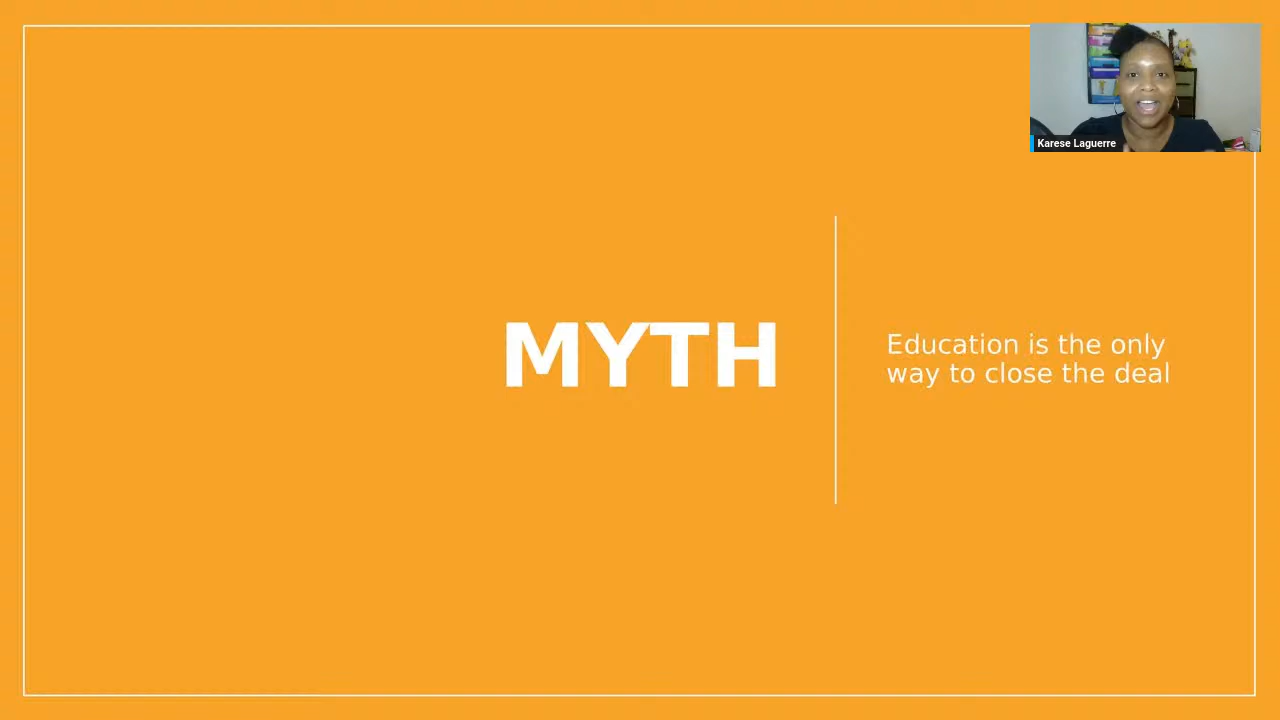 Karese Laguerre
MYTH
Education is the only
way to close the deal